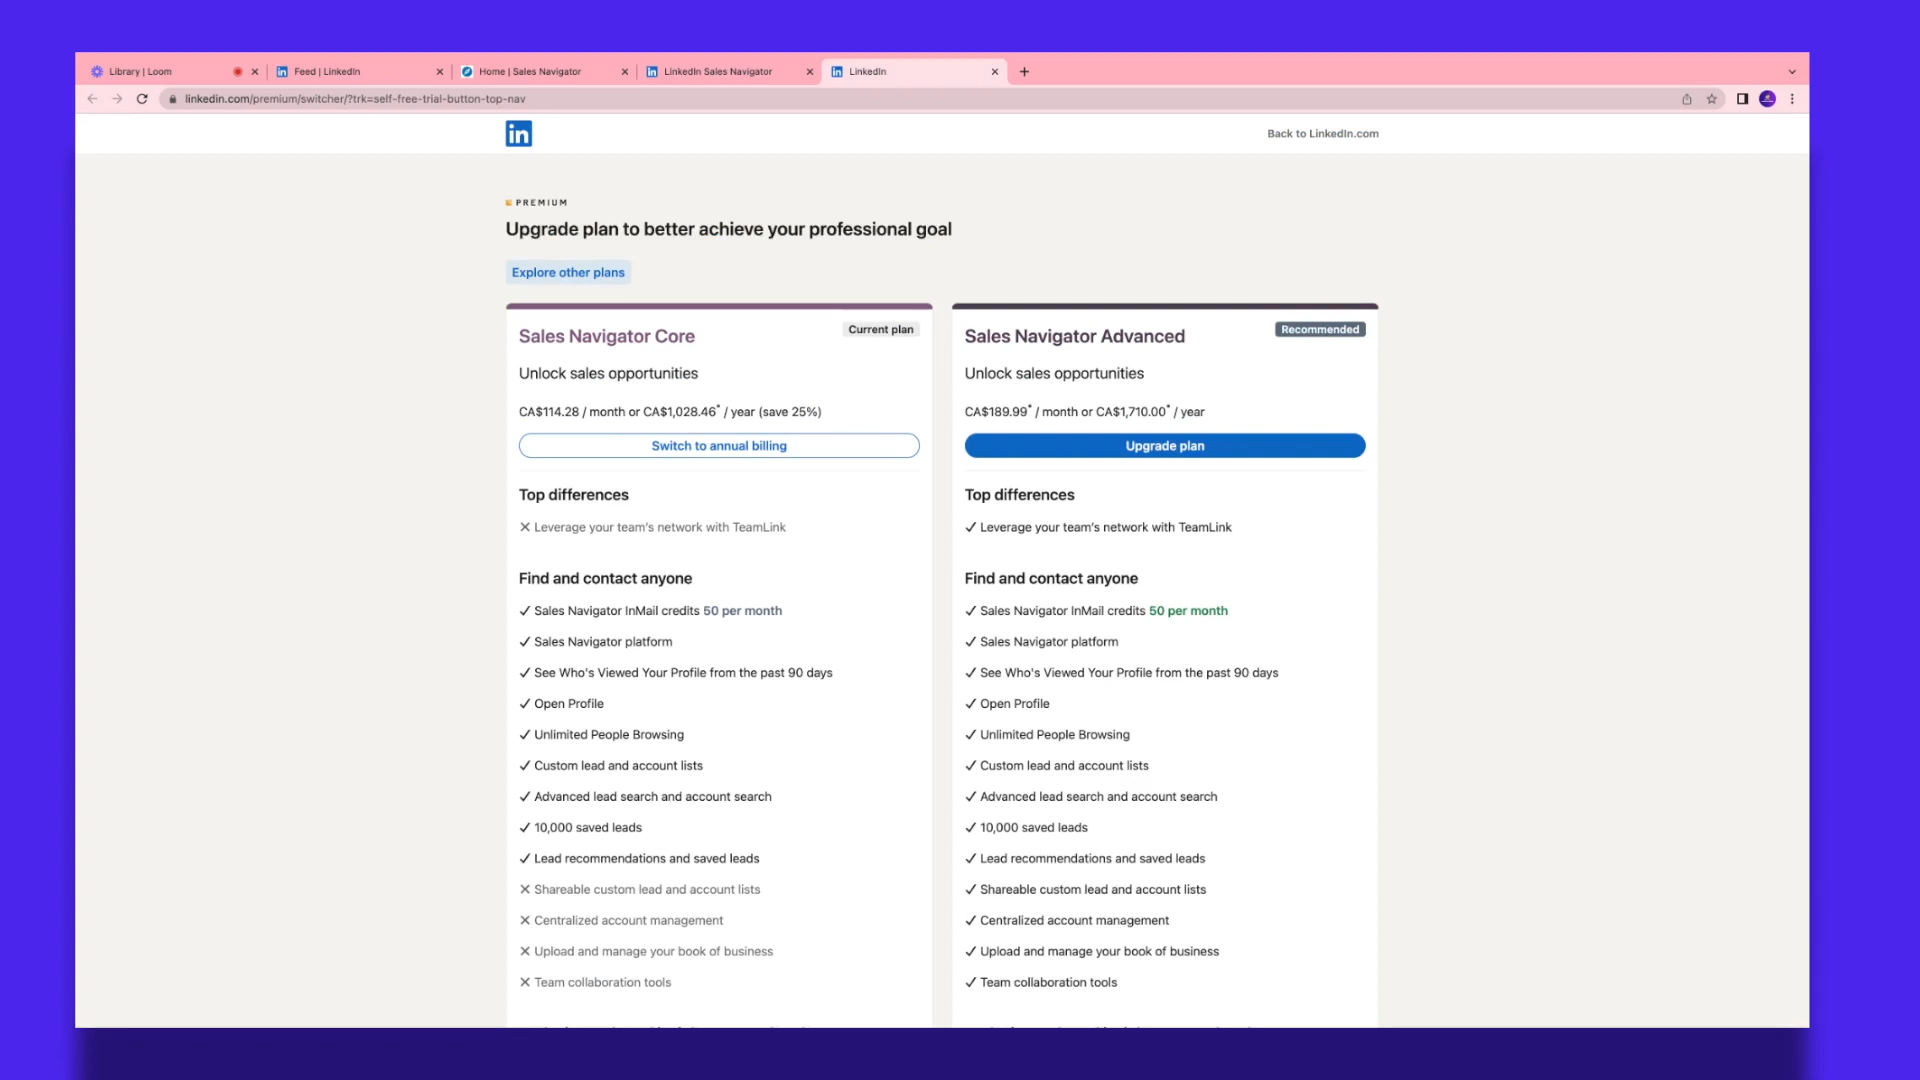 Library | Loom
Feed | LinkedIn
Home | Sales Navigator
LinkedIn Sales Navigator
LinkedIn
linkedin.com/premium/switcher/?trk=self-free-trial-button-top-nav
in
Back to LinkedIn.com
PREMIUM
Upgrade plan to better achieve your professional goal
Explore other plans
Sales Navigator Core
Current plan
Unlock sales opportunities
CA$114.28 / month or CA$1,028.46* / year (save 25%)
Switch to annual billing
Top differences
Leverage your team's network with TeamLink
Find and contact anyone
Sales Navigator InMail credits 50 per month
Sales Navigator platform
See Who's Viewed Your Profile from the past 90 days
Open Profile
Unlimited People Browsing
Custom lead and account lists
Advanced lead search and account search
10,000 saved leads
Lead recommendations and saved leads
Shareable custom lead and account lists
Centralized account management
Upload and manage your book of business
Team collaboration tools
Sales Navigator Advanced
Recommended
Unlock sales opportunities
CA$189.99* / month or CA$1,710.00* / year
Upgrade plan
Top differences
Leverage your team's network with TeamLink
Find and contact anyone
Sales Navigator InMail credits 50 per month
Sales Navigator platform
See Who's Viewed Your Profile from the past 90 days
Open Profile
Unlimited People Browsing
Custom lead and account lists
Advanced lead search and account search
10,000 saved leads
Lead recommendations and saved leads
Shareable custom lead and account lists
Centralized account management
Upload and manage your book of business
Team collaboration tools